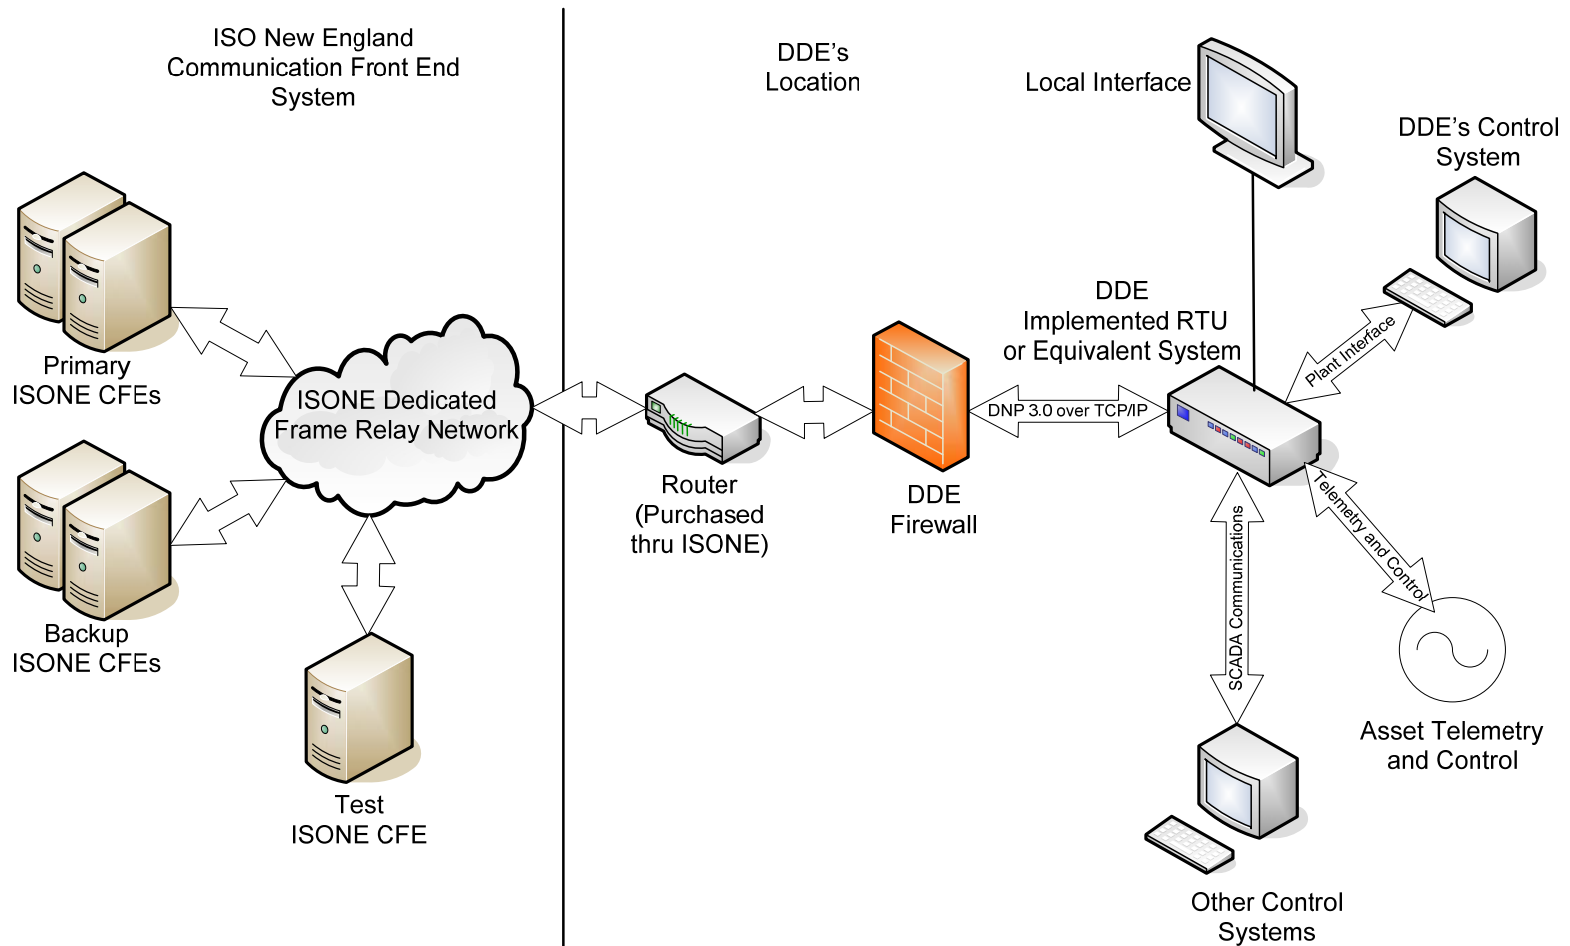 ISO New England
Communication Front End
System
DDE's
Location
Local Interface
DDE's Control
System
Primary
ISONE CFEs
ISONE Dedicated
Frame Relay Network
DDE
Implemented RTU
or Equivalent System
Plant Interface
DNP 3.0 over TCP/IP
Router
(Purchased
thru ISONE)
DDE
Firewall
Telemetry and Control
SCADA Communications
Backup
ISONE CFEs
Asset Telemetry
and Control
Test
ISONE CFE
Other Control
Systems